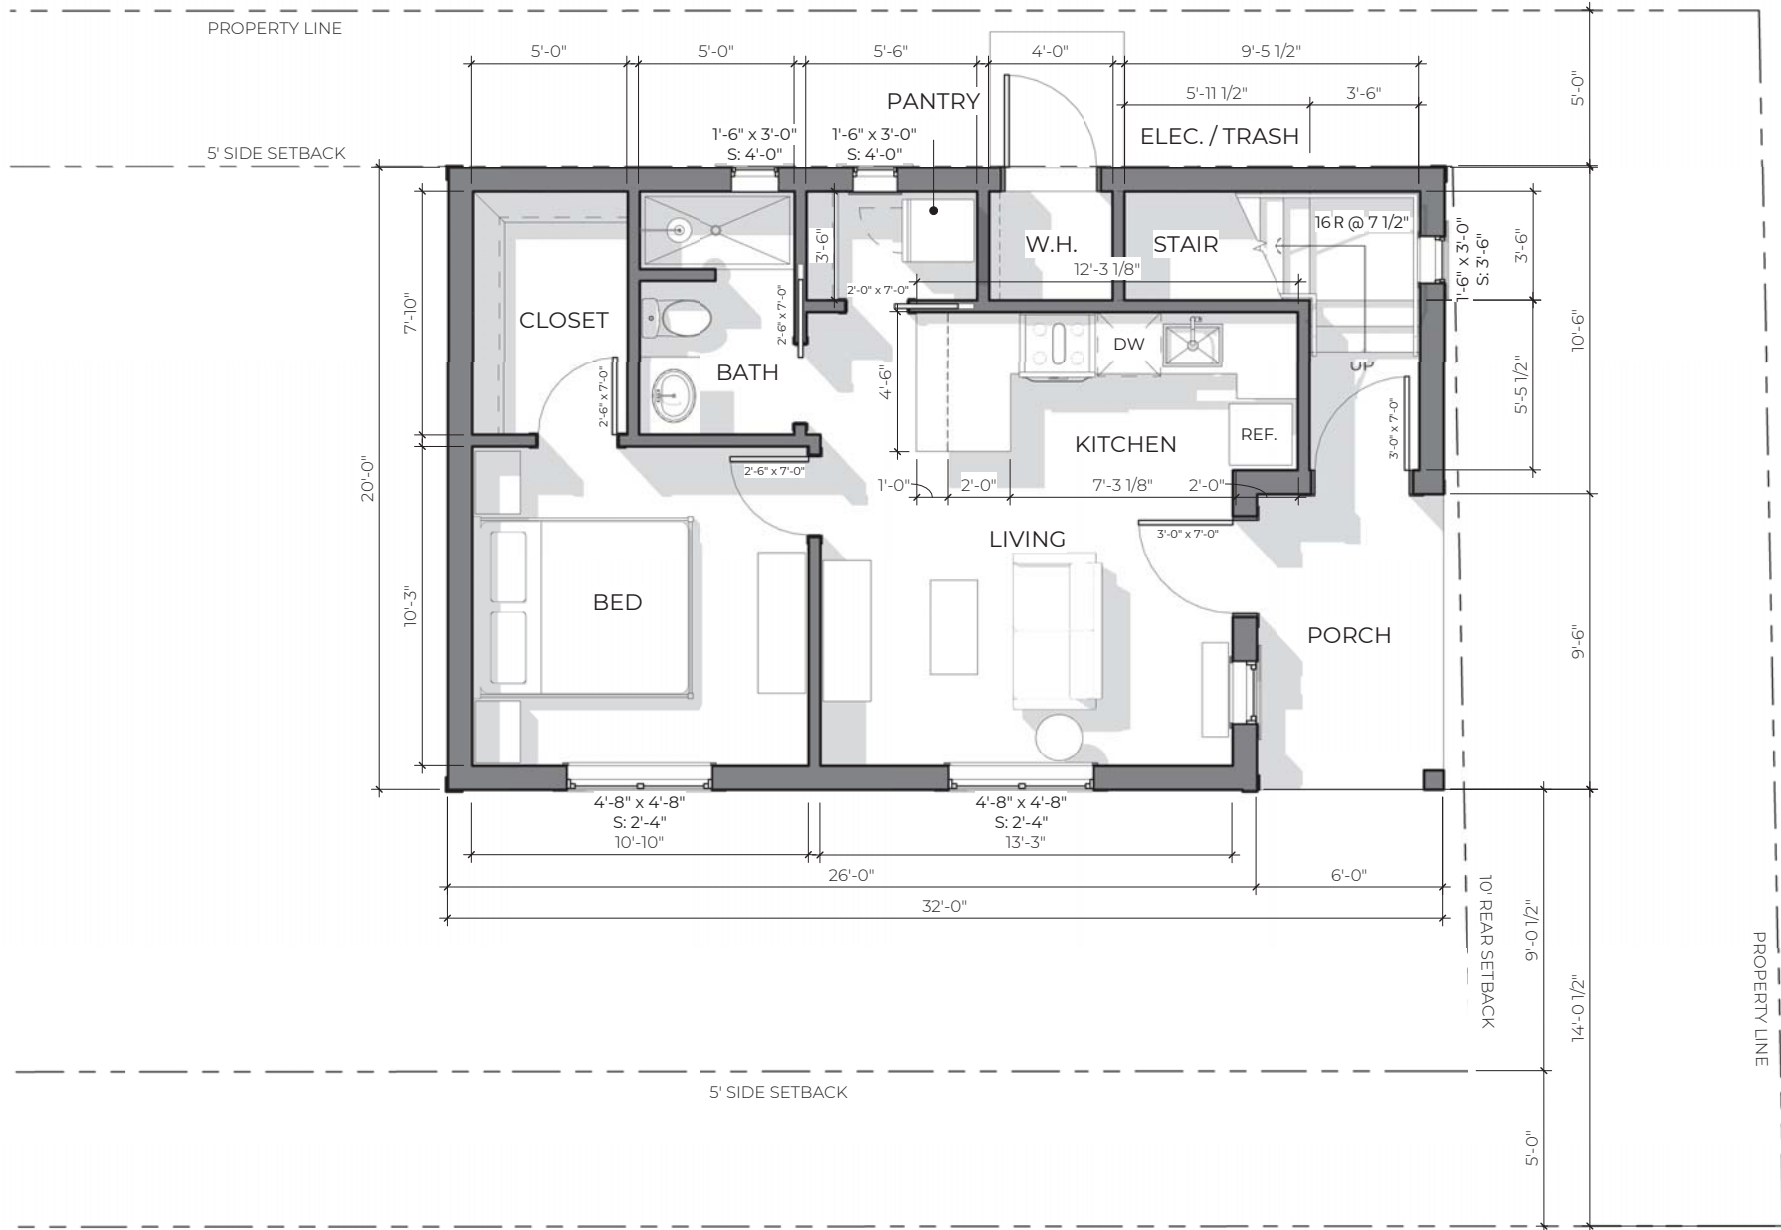 PROPERTY LINE
5'-0"
5'-0"
5'-6"
4'-0"
9'-5 1/2"
5'-0"
5'-11 1/2"
3'-6"
PANTRY
1'-6" x 3'-0"
S: 4'-0"
1'-6" x 3'-0"
S: 4'-0"
ELEC. / TRASH
5' SIDE SETBACK
16R @ 7 1/2"
3'-6"
W.H.
STAIR
1'-6" x 3'-0"
S: 3'-6"
3'-6"
12'-3 1/8"
2'-0" x 7'-0"
7'-10"
CLOSET
2'-6" x 7'-0"
10'-6"
DW
UP
BATH
4'-6"
2'-6" x 7'-0"
5'-5 1/2"
3'-0" x 7'-0"
KITCHEN
REF.
2'-6" x 7'-0"
20'-0"
1'-0"
2'-0"
7'-3 1/8"
2'-0"
LIVING
3'-0" x 7'-0"
10'-3"
BED
PORCH
9'-6"
4'-8" x 4'-8"
S: 2'-4"
10'-10"
4'-8" x 4'-8"
S: 2'-4"
13'-3"
26'-0"
6'-0"
32'-0"
10' REAR SETBACK
9'-0 1/2"
14'-0 1/2"
PROPERTY LINE
5' SIDE SETBACK
5'-0"